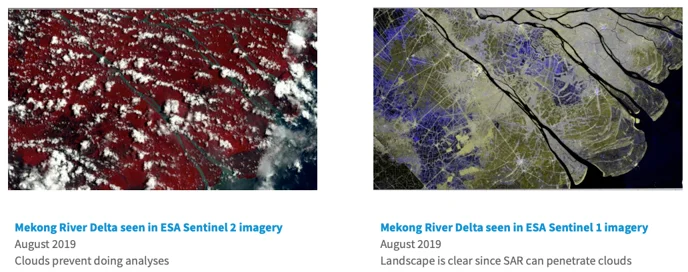 Mekong River Delta seen in ESA Sentinel 2 imagery
August 2019
Clouds prevent doing analyses
Mekong River Delta seen in ESA Sentinel 1 imagery
August 2019
Landscape is clear since SAR can penetrate clouds